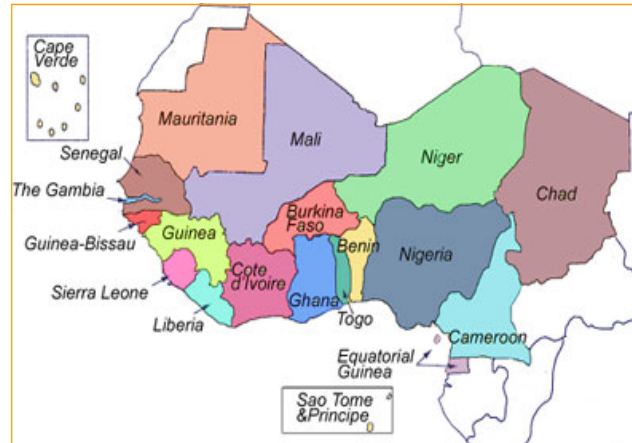 Cape
Verde
Mauritania
Mali
Niger
Chad
Senegal
The Gambia
Guinea-Bissau
Guinea
Burkina
Faso
Benin
Nigeria
Sierra Leone
Cote
d'Ivoire
Ghana
Liberia
Togo
Cameroon
Equatorial
Guinea
Sao Tome
&Principe